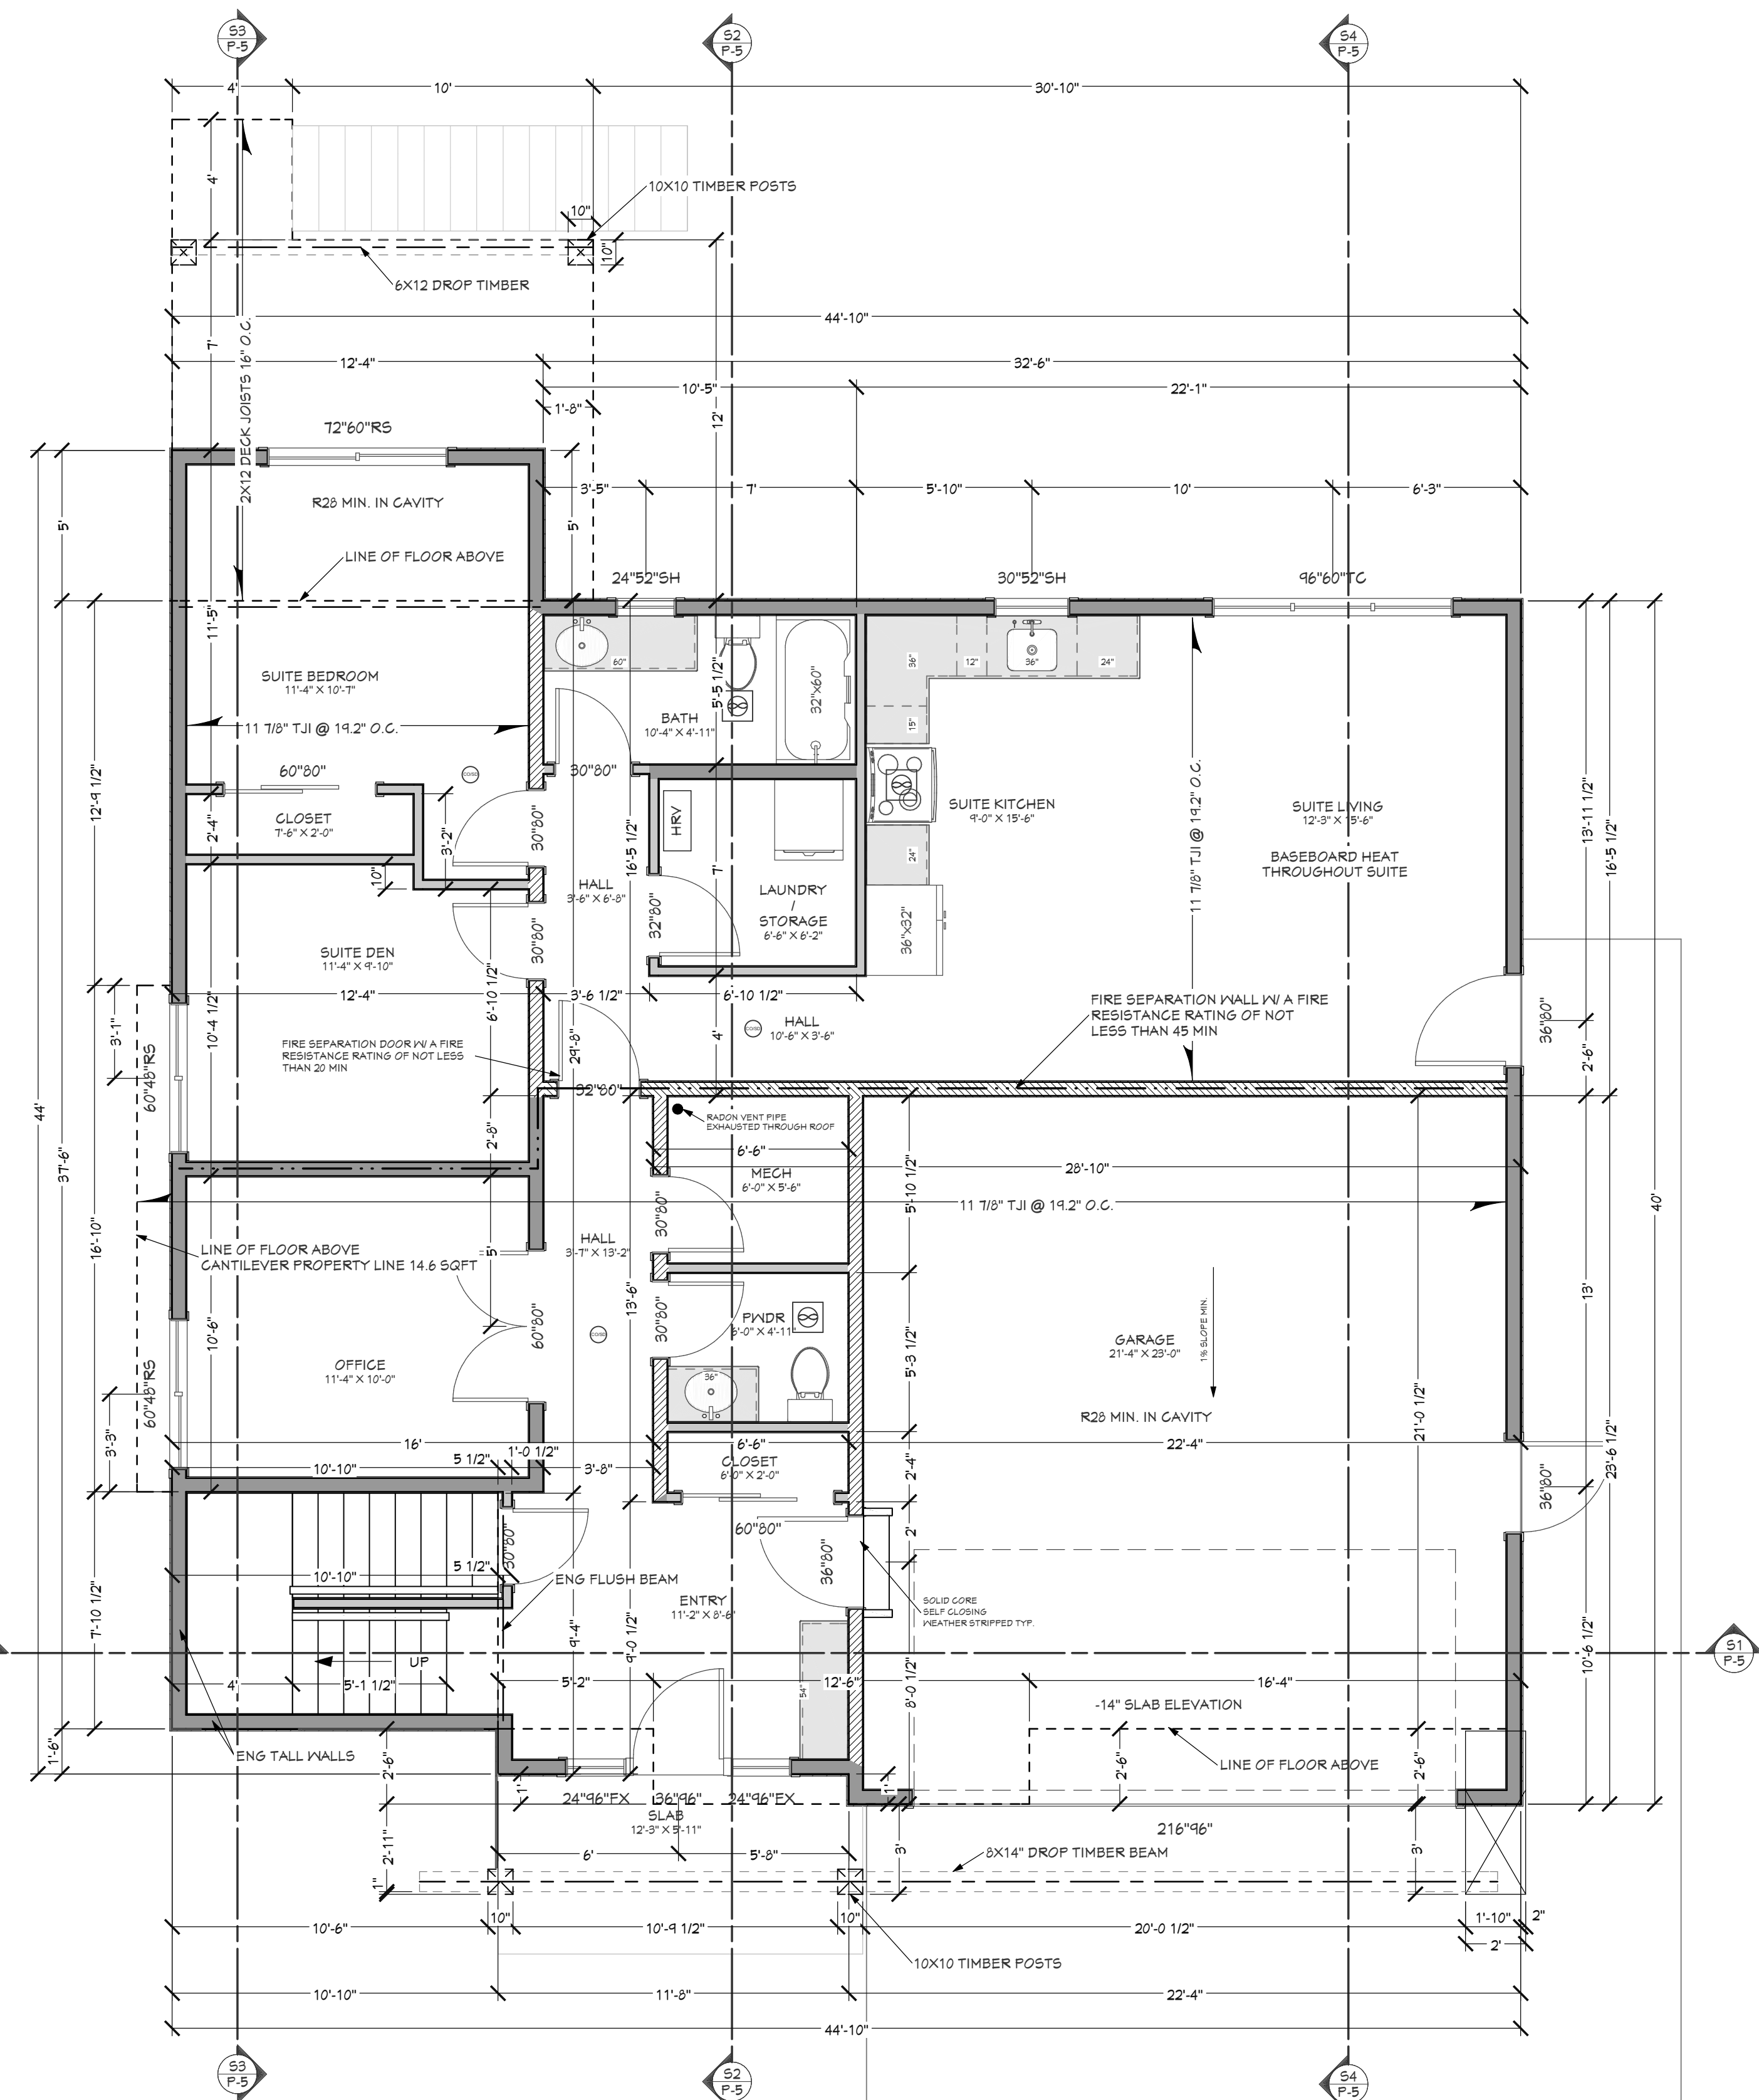 S3
P-5
S2
P-5
S4
P-5
4'
10'
30'-10"
4'
10X10 TIMBER POSTS
10"
10"
6X12 DROP TIMBER
44'-10"
7'
2X12 DECK JOISTS 16" O.C.
12'-4"
32'-6"
10'-5"
22'-1"
1'-8"
12'
72"60"RS
5'
5'
3'-5"
7'
5'-10"
10'
6'-3"
R28 MIN. IN CAVITY
LINE OF FLOOR ABOVE
24"52"SH
30"52"SH
96"60"TC
11'-5"
60"
36"
12"
36"
24"
SUITE BEDROOM
11'-4" X 10'-7"
5'-5 1/2"
32"x60"
BATH
10'-4" X 4'-11"
15"
11 7/8" TJI @ 19.2" O.C.
60"80"
CO/SD
30"80"
12'-9 1/2"
CLOSET
7'-6" X 2'-0"
2'-4"
3'-2"
30"80"
16'-5 1/2"
HRV
7'
SUITE KITCHEN
9'-0" X 15'-6"
11 7/8" TJI @ 19.2" O.C.
SUITE LIVING
12'-3" X 15'-6"
13'-11 1/2"
16'-5 1/2"
24"
BASEBOARD HEAT
THROUGHOUT SUITE
10"
HALL
3'-6" X 6'-8"
LAUNDRY
/
STORAGE
6'-6" X 6'-2"
32"80"
36"x32"
SUITE DEN
11'-4" X 9'-10"
30"80"
12'-4"
6'-10 1/2"
3'-6 1/2"
6'-10 1/2"
3'-1"
10'-4 1/2"
60"48"RS
CO/SD
HALL
10'-6" X 3'-6"
4'
FIRE SEPARATION WALL W/ A FIRE
RESISTANCE RATING OF NOT
LESS THAN 45 MIN
36"80"
2'-6"
FIRE SEPARATION DOOR W/ A FIRE
RESISTANCE RATING OF NOT LESS
THAN 20 MIN
29'-8"
32"80"
44'
37'-6"
RADON VENT PIPE
EXHAUSTED THROUGH ROOF
2'-8"
6'-6"
28'-10"
MECH
6'-0" X 5'-6"
5'-10 1/2"
11 7/8" TJI @ 19.2" O.C.
40'
30"80"
16'-10"
LINE OF FLOOR ABOVE
CANTILEVER PROPERTY LINE 14.6 SQFT
5'
HALL
3'-7" X 13'-2"
13'-6"
13'
60"80"
CO/SD
30"80"
PWDR
6'-0" X 4'-11"
5'-3 1/2"
GARAGE
21'-4" X 23'-0"
1% SLOPE MIN.
10'-6"
OFFICE
11'-4" X 10'-0"
60"48"RS
36"
R28 MIN. IN CAVITY
21'-0 1/2"
3'-3"
16'
6'-6"
22'-4"
23'-6 1/2"
5 1/2"
1'-0 1/2"
10'-10"
3'-8"
CLOSET
6'-0" X 2'-0"
2'-4"
36"80"
60"80"
2'
30"80"
36"80"
5 1/2"
10'-10"
ENG FLUSH BEAM
7'-10 1/2"
ENTRY
11'-2" X 8'-6"
SOLID CORE
SELF CLOSING
WEATHER STRIPPED TYP.
9'-4"
9'-0 1/2"
UP
S1
P-5
10'-6 1/2"
4'
5'-1 1/2"
5'-2"
12'-6"
54"
8'-0 1/2"
16'-4"
-14" SLAB ELEVATION
ENG TALL WALLS
1'-6"
2'-6"
2'-6"
LINE OF FLOOR ABOVE
2'-6"
1'
1'
24"96"FX
36"96"
24"96"FX
SLAB
12'-3" X 5'-11"
216"96"
2'-11"
1"
6'
5'-8"
3'
8X14" DROP TIMBER BEAM
3'
10'-6"
10"
10'-9 1/2"
10"
20'-0 1/2"
1'-10"
2"
2'
10X10 TIMBER POSTS
10'-10"
11'-8"
22'-4"
44'-10"
S3
P-5
S2
P-5
S4
P-5